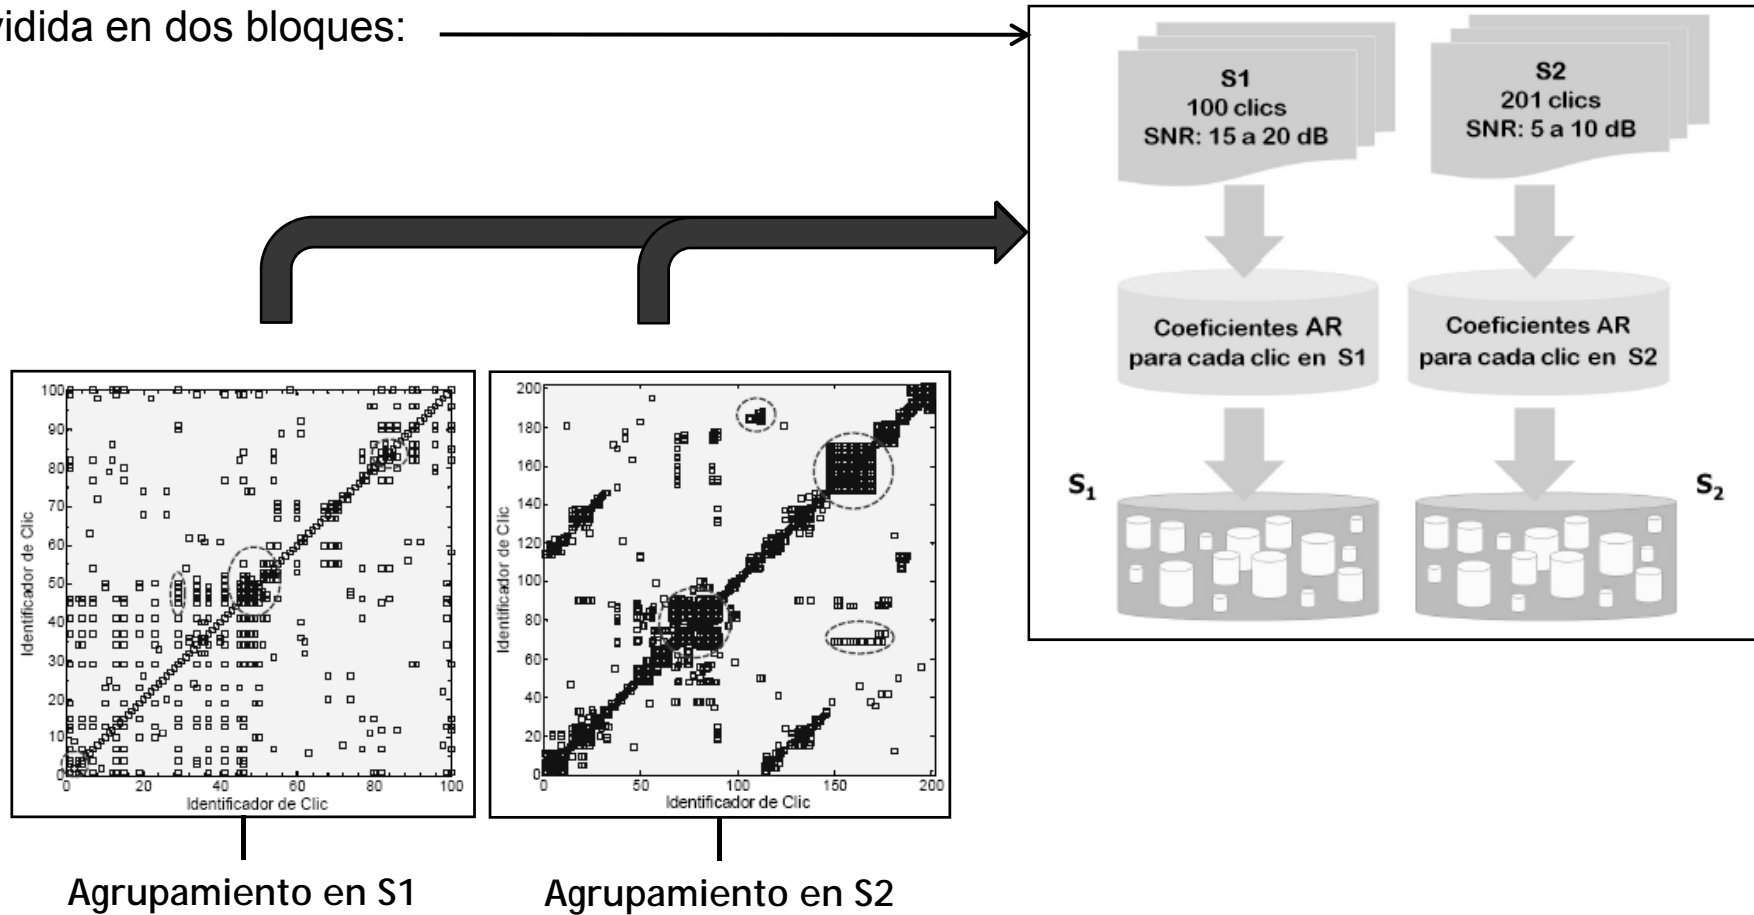 vidida en dos bloques:
S1
100 clics
SNR: 15 a 20 dB
S2
201 clics
SNR: 5 a 10 dB
Coeficientes AR
para cada clic en S1
Coeficientes AR
para cada clic en S2
S1
S2
Identificador de Clic
100
90
80
70
60
50
40
30
20
10
0
0 20 40 60 80 100
Identificador de Clic
Identificador de Clic
200
180
160
140
120
100
80
60
40
20
0
0 50 100 150 200
Identificador de Clic
Agrupamiento en S1
Agrupamiento en S2